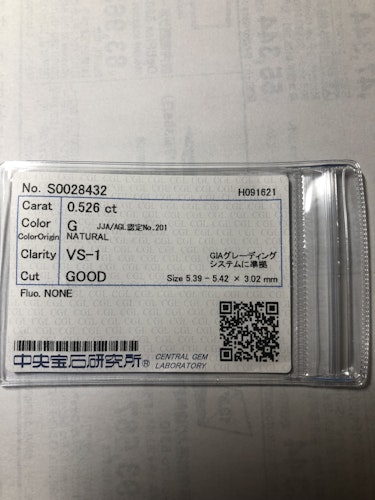 No. S0028432 H091621
Carat 0.526 ct
Color G JJA/AGL認定No.201
ColorOrigin NATURAL
Clarity VS-1 GIAグレーディング
システムに準拠
Cut GOOD Size 5.39 - 5.42 × 3.02 mm
Fluo. NONE
中央宝石研究所® CENTRAL GEM
LABORATORY